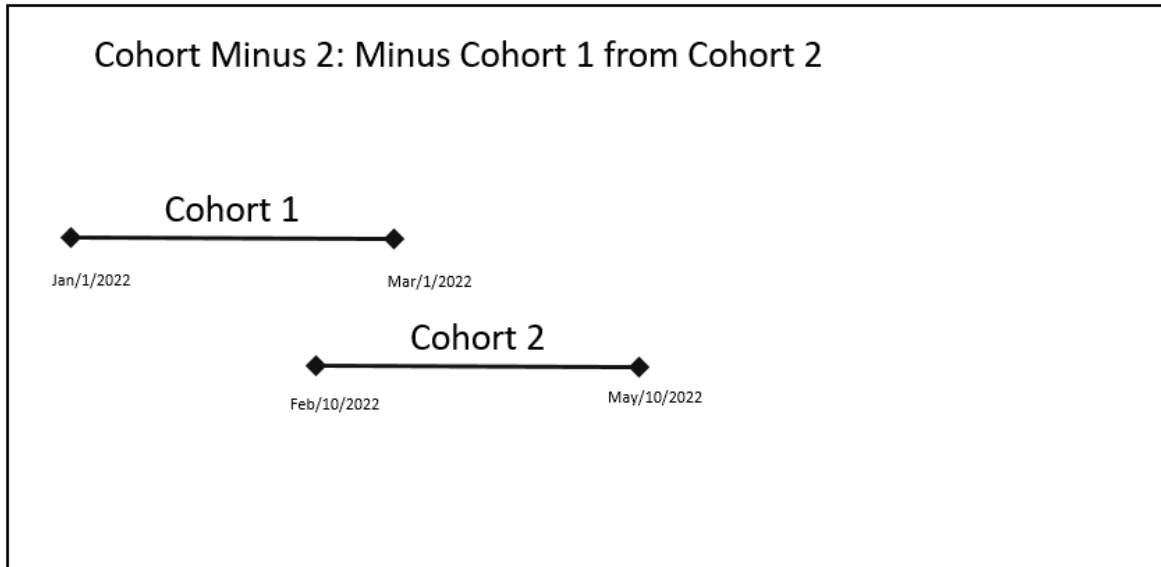 Cohort Minus 2: Minus Cohort 1 from Cohort 2
Cohort 1
Jan/1/2022
Mar/1/2022
Cohort 2
Feb/10/2022
May/10/2022